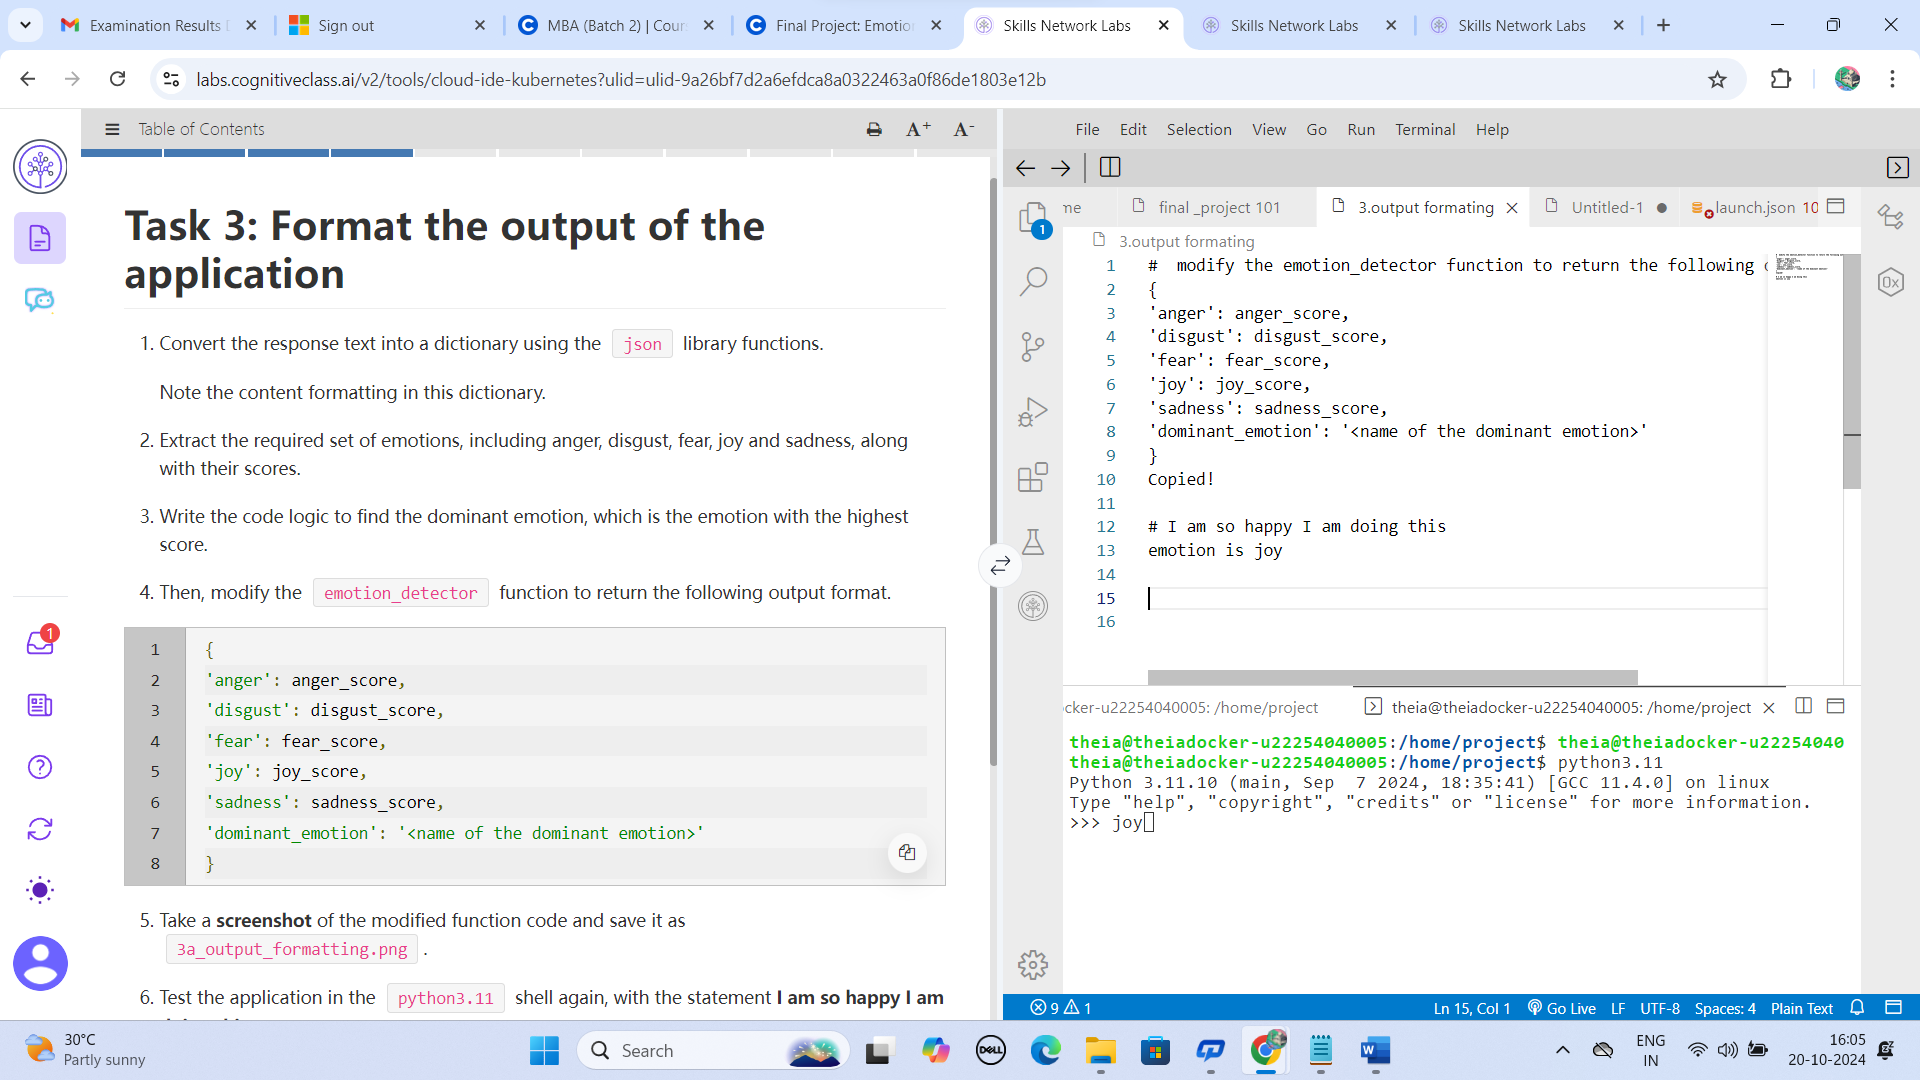 Examination Results D
Sign out
MBA (Batch 2) | Cour
Final Project: Emotion
Skills Network Labs
Skills Network Labs
Skills Network Labs
labs.cognitiveclass.ai/v2/tools/cloud-ide-kubernetes?ulid=ulid-9a26bf7d2a6efdca8a0322463a0f86de1803e12b
Table of Contents
A+ A-
Task 3: Format the output of the
application
1. Convert the response text into a dictionary using the json library functions.
Note the content formatting in this dictionary.
2. Extract the required set of emotions, including anger, disgust, fear, joy and sadness, along
with their scores.
3. Write the code logic to find the dominant emotion, which is the emotion with the highest
score.
4. Then, modify the emotion_detector function to return the following output format.
1 {
2 'anger': anger_score,
3 'disgust': disgust_score,
4 'fear': fear_score,
5 'joy': joy_score,
6 'sadness': sadness_score,
7 'dominant_emotion': '<name of the dominant emotion>'
8 }
5. Take a screenshot of the modified function code and save it as
3a_output_formatting.png .
6. Test the application in the python3.11 shell again, with the statement I am so happy I am
1
File Edit Selection View Go Run Terminal Help
1
me
final _project 101
3.output formating
Untitled-1
launch.json 10
3.output formating
1 # modify the emotion_detector function to return the following
2 {
3 'anger': anger_score,
4 'disgust': disgust_score,
5 'fear': fear_score,
6 'joy': joy_score,
7 'sadness': sadness_score,
8 'dominant_emotion': '<name of the dominant emotion>'
9 }
10 Copied!
11
12 # I am so happy I am doing this
13 emotion is joy
14
15
16
0x
cker-u22254040005: /home/project
theia@theiadocker-u22254040005: /home/project
theia@theiadocker-u22254040005:/home/project$ theia@theiadocker-u22254040
theia@theiadocker-u22254040005:/home/project$ python3.11
Python 3.11.10 (main, Sep  7 2024, 18:35:41) [GCC 11.4.0] on linux
Type "help", "copyright", "credits" or "license" for more information.
>>> joy
9 1
Ln 15, Col 1 Go Live LF UTF-8 Spaces: 4 Plain Text
30°C
Partly sunny
Search
DELL
W
ENG
IN
16:05
20-10-2024